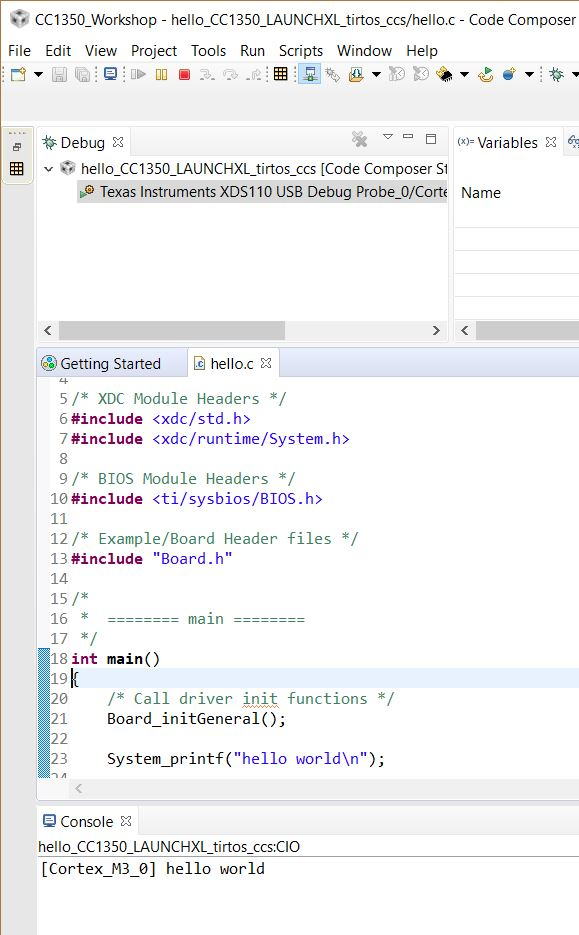 CC1350_Workshop - hello_CC1350_LAUNCHXL_tirtos_ccs/hello.c - Code Composer
File Edit View Project Tools Run Scripts Window Help
Debug
(x)= Variables
hello_CC1350_LAUNCHXL_tirtos_ccs [Code Composer St
Texas Instruments XDS110 USB Debug Probe_0/Corte
Name
Getting Started
hello.c
4
5 /* XDC Module Headers */
6 #include <xdc/std.h>
7 #include <xdc/runtime/System.h>
8
9 /* BIOS Module Headers */
10 #include <ti/sysbios/BIOS.h>
11
12 /* Example/Board Header files */
13 #include "Board.h"
14
15 /*
16  *  ======== main ========
17  */
18 int main()
19 {
20     /* Call driver init functions */
21     Board_initGeneral();
22
23     System_printf("hello world\n");
24
Console
hello_CC1350_LAUNCHXL_tirtos_ccs:CIO
[Cortex_M3_0] hello world